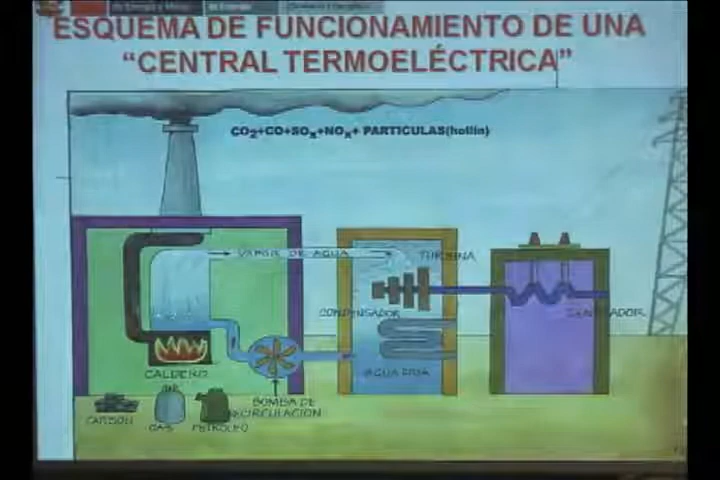 ESQUEMA DE FUNCIONAMIENTO DE UNA
"CENTRAL TERMOELÉCTRICA"
CO2+CO+SOx+NOx+ PARTICULAS(hollín)
VAPOR DE AGUA
TURBINA
CONDENSADOR
GENERADOR
AGUA FRIA
CALDERO
BOMBA DE
RECIRCULACION
CARBON
GAS
PETROLEO